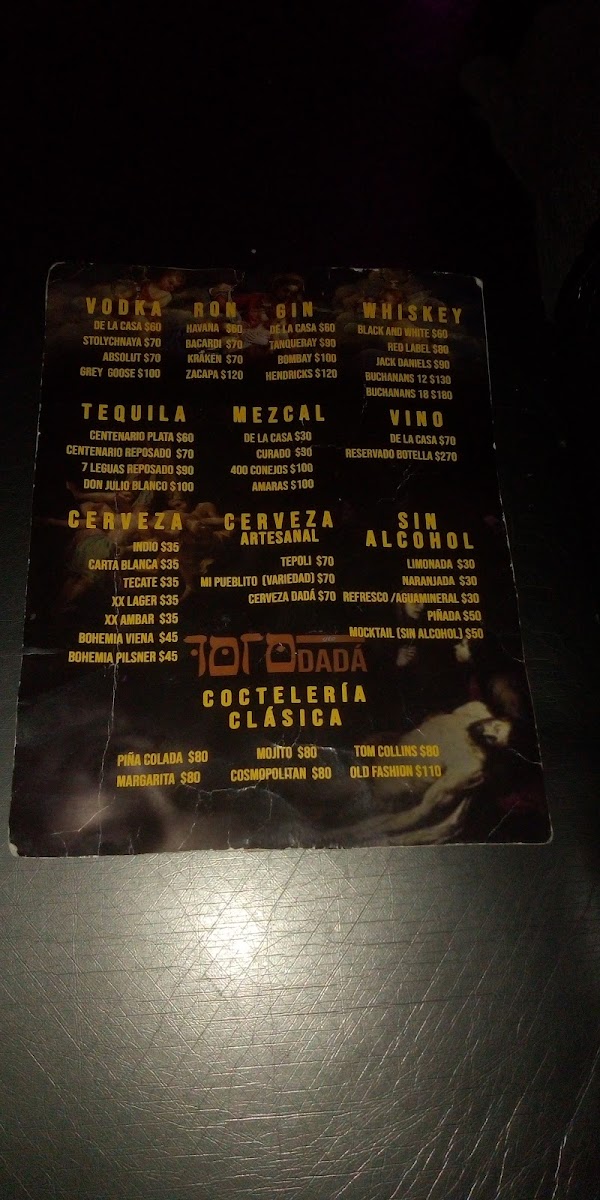 VODKA
DE LA CASA $60
STOLYCHNAYA $70
ABSOLUT $70
GREY GOOSE $100
RON
HAVANA $60
BACARDI $70
KRAKEN $70
ZACAPA $120
GIN
DE LA CASA $60
TANQUERAY $90
BOMBAY $100
HENDRICKS $120
WHISKEY
BLACK AND WHITE $60
RED LABEL $80
JACK DANIELS $90
BUCHANANS 12 $130
BUCHANANS 18 $180
TEQUILA
CENTENARIO PLATA $60
CENTENARIO REPOSADO $70
7 LEGUAS REPOSADO $90
DON JULIO BLANCO $100
MEZCAL
DE LA CASA $30
CURADO $30
400 CONEJOS $100
AMARAS $100
VINO
DE LA CASA $70
RESERVADO BOTELLA $270
CERVEZA
INDIO $35
CARTA BLANCA $35
TECATE $35
XX LAGER $35
XX AMBAR $35
BOHEMIA VIENA $45
BOHEMIA PILSNER $45
CERVEZA
ARTESANAL
TEPOLI $70
MI PUEBLITO (VARIEDAD) $70
CERVEZA DADÁ $70
SIN
ALCOHOL
LIMONADA $30
NARANJADA $30
REFRESCO /AGUAMINERAL $30
PIÑADA $50
MOCKTAIL (SIN ALCOHOL) $50
FORO DADÁ
COCTELERÍA
CLÁSICA
PIÑA COLADA $80
MARGARITA $80
MOJITO $80
COSMOPOLITAN $80
TOM COLLINS $80
OLD FASHION $110